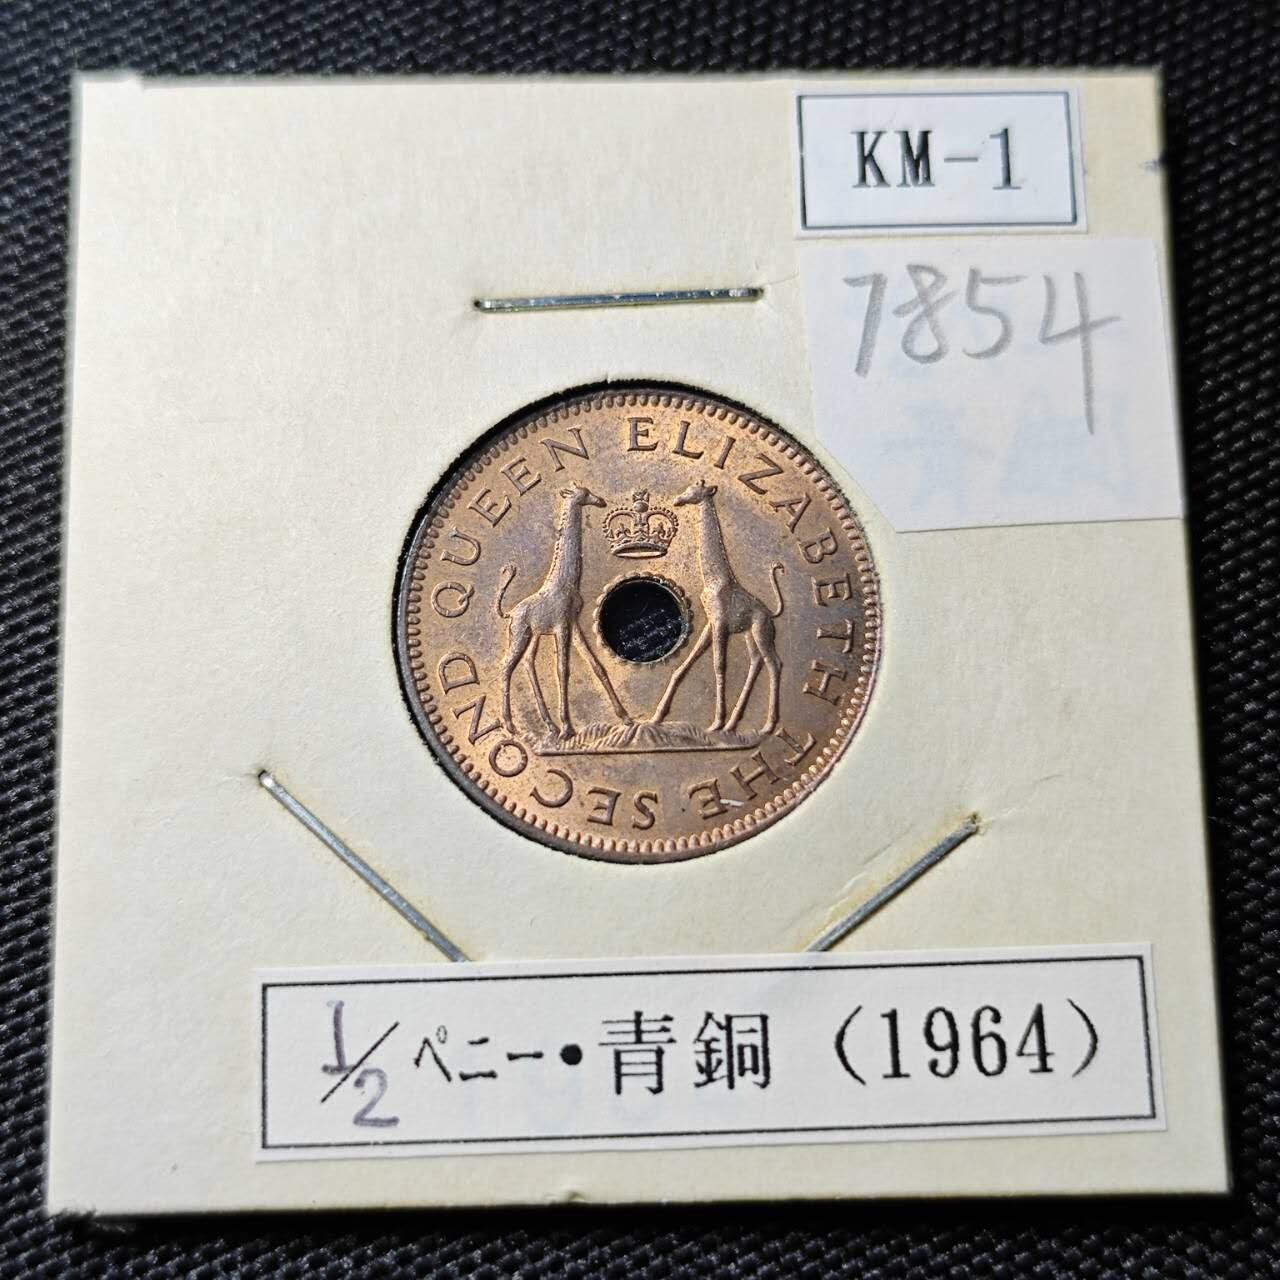 KM-1
7854
QUEEN ELIZABETH THE SECOND
1/2 ペニー・青銅 (1964)